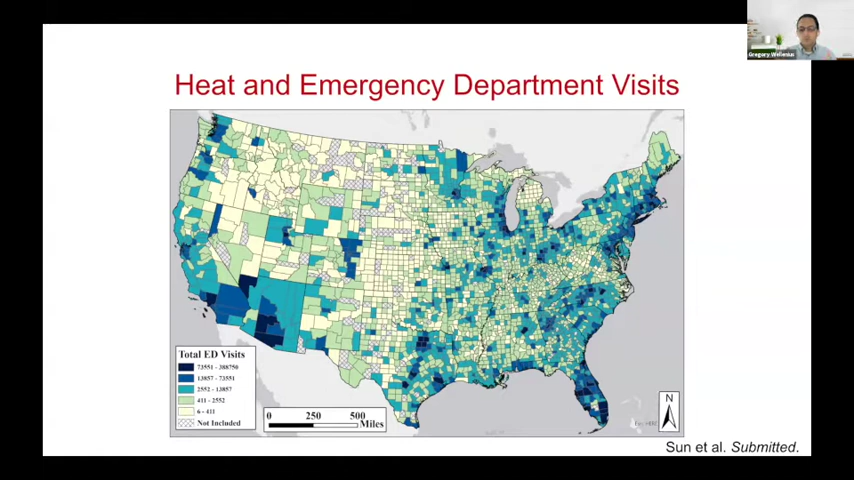 Gregory Wellenius
Heat and Emergency Department Visits
Total ED Visits
73551 - 388750
13857 - 73551
2552 - 13857
411 - 2552
6 - 411
Not Included
0 250 500
Miles
N
Sun et al. Submitted.